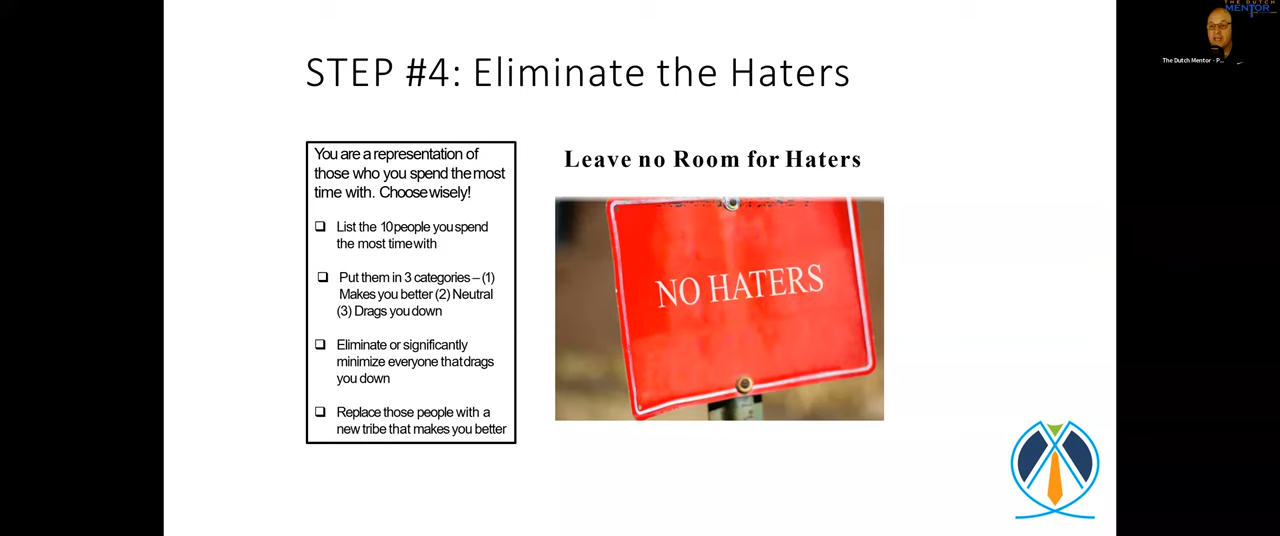 STEP #4: Eliminate the Haters
You are a representation of
those who you spend the most
time with. Choose wisely!
List the 10 people you spend
the most time with
Put them in 3 categories – (1)
Makes you better (2) Neutral
(3) Drags you down
Eliminate or significantly
minimize everyone that drags
you down
Replace those people with a
new tribe that makes you better
Leave no Room for Haters
NO HATERS
THE DUTCH
MENTOR
The Dutch Mentor - P...